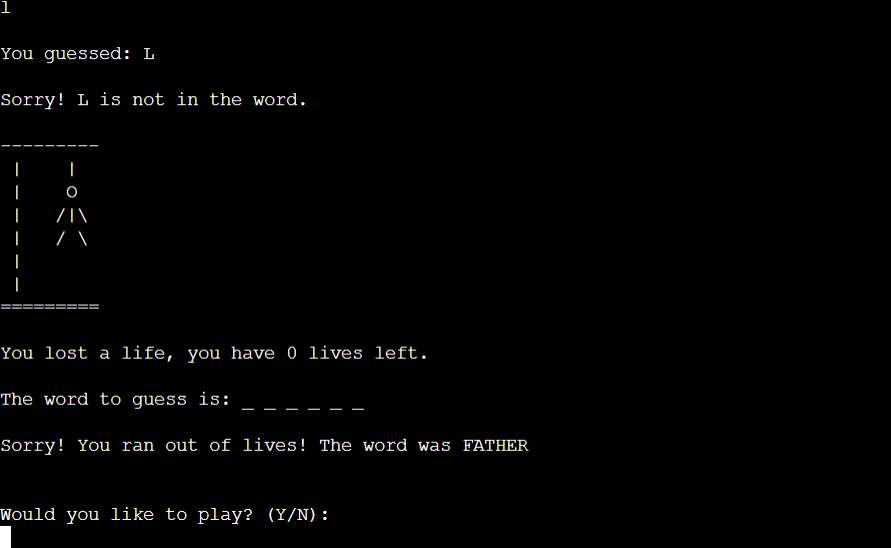 l
You guessed: L
Sorry! L is not in the word.
---------
 |    |
 |    O
 |   /|\
 |   / \
 |
 |
=========
You lost a life, you have 0 lives left.
The word to guess is: _ _ _ _ _ _
Sorry! You ran out of lives! The word was FATHER
Would you like to play? (Y/N):